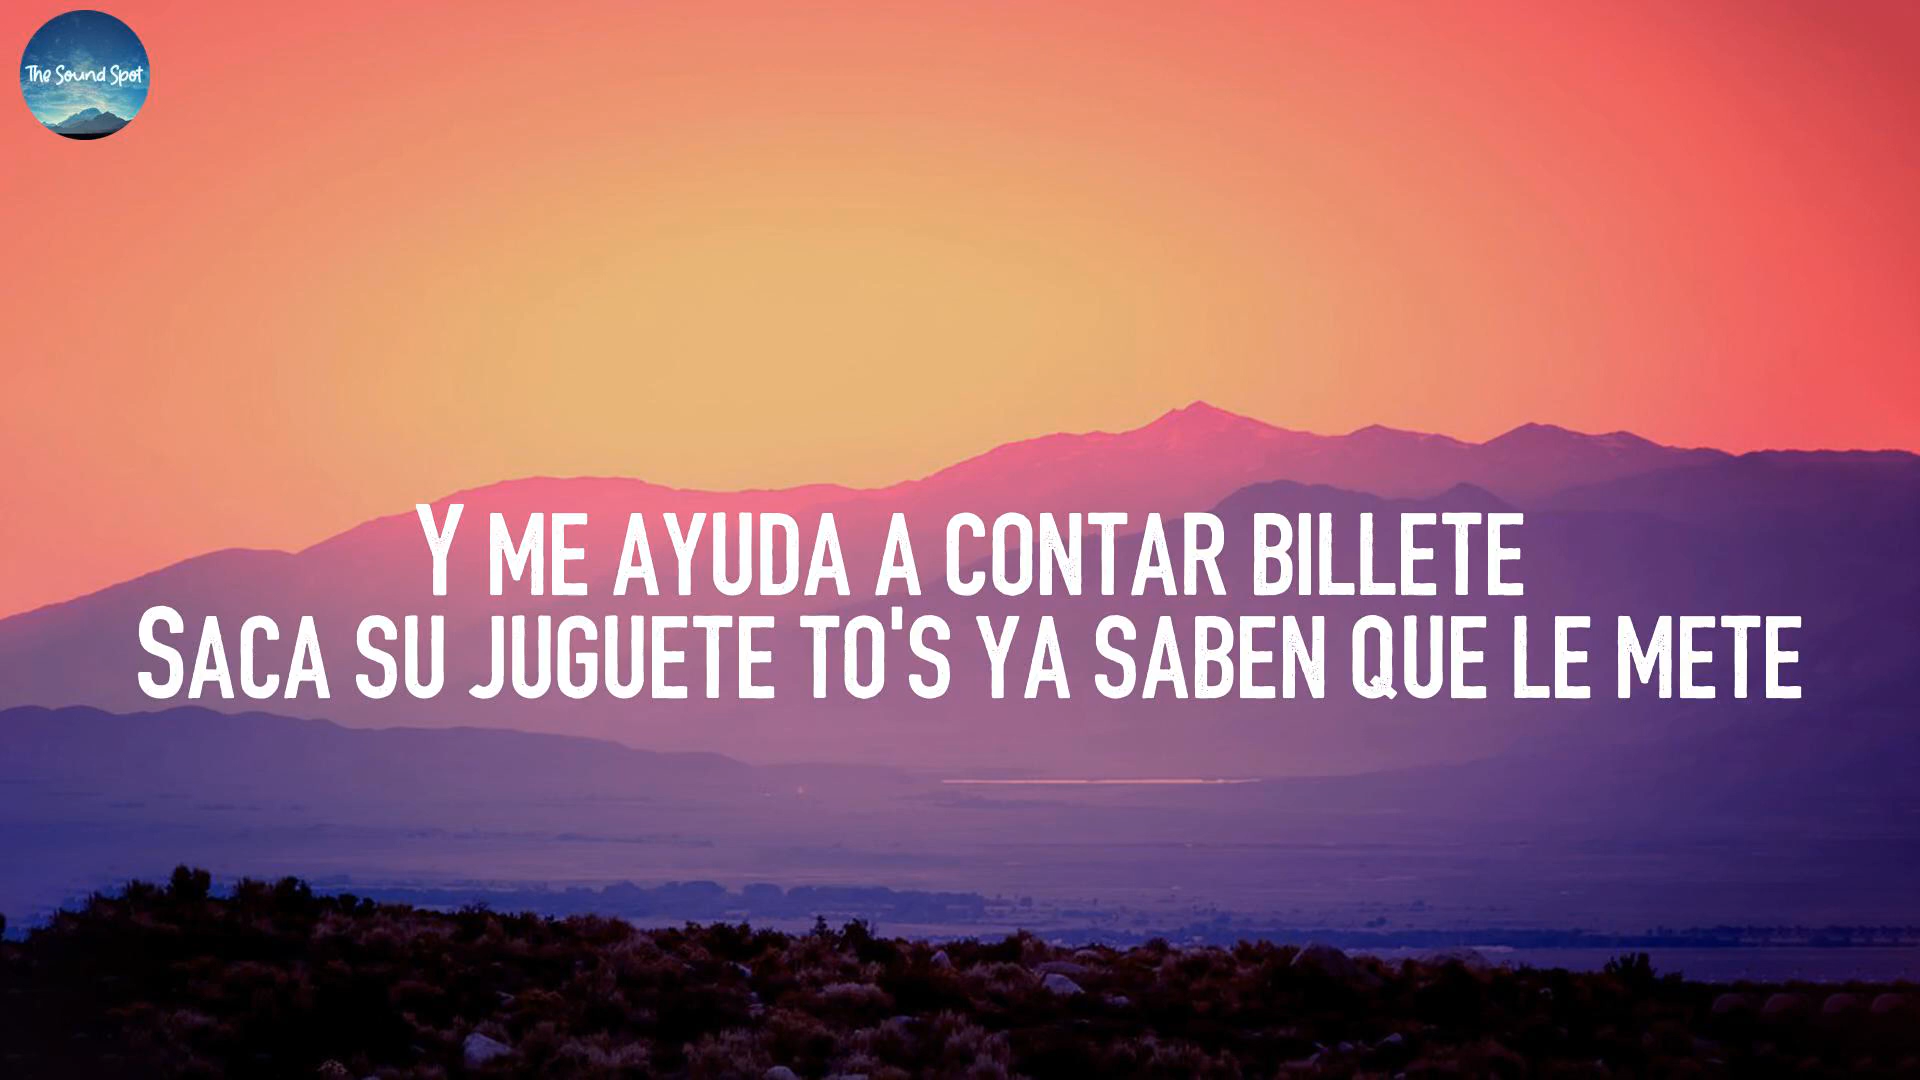 The Sound Spot
Y me ayuda a contar billete
Saca su juguete to's ya saben que le mete